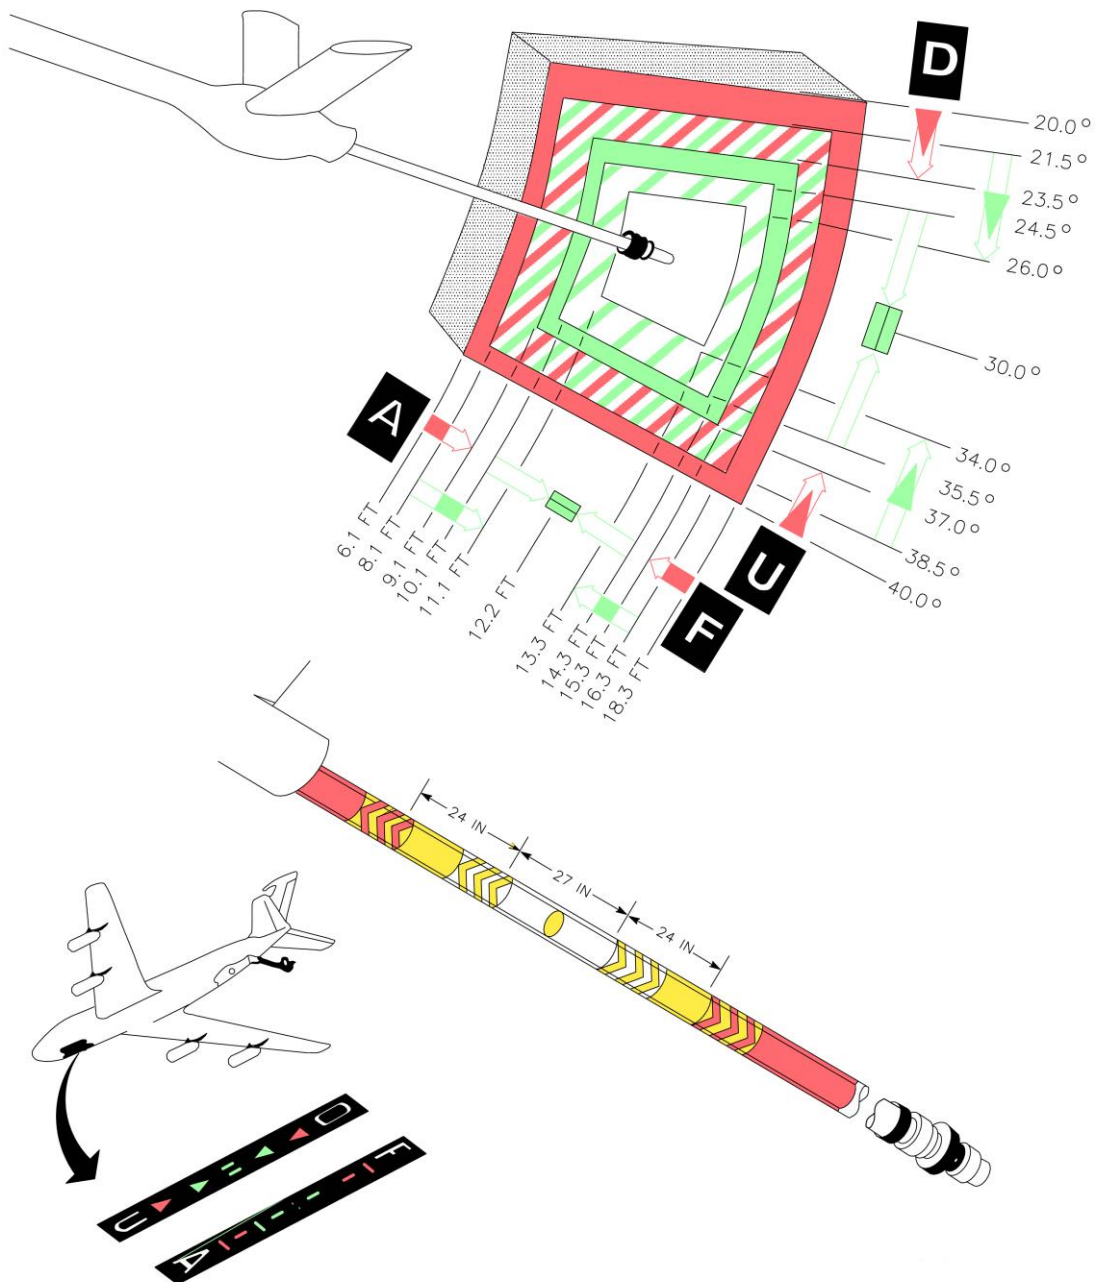 D
20.0°
21.5°
23.5°
24.5°
26.0°
30.0°
34.0°
35.5°
37.0°
38.5°
40.0°
A
U
F
6.1 FT
8.1 FT
9.1 FT
10.1 FT
11.1 FT
12.2 FT
13.3 FT
14.3 FT
15.3 FT
16.3 FT
18.3 FT
24 IN
27 IN
24 IN
U D
A F